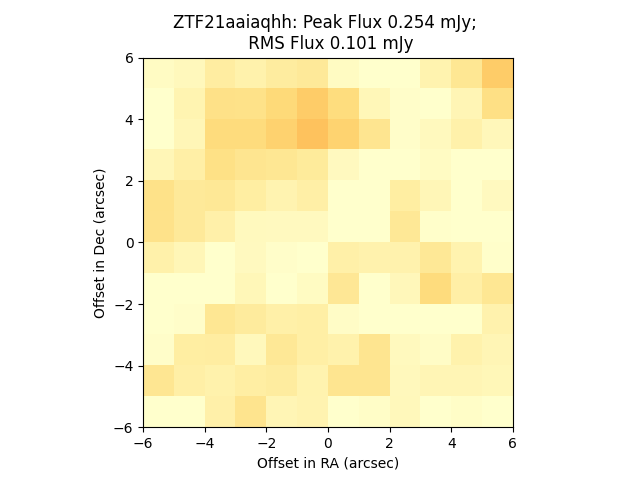 ZTF21aaiaqhh: Peak Flux 0.254 mJy;
RMS Flux 0.101 mJy
6
4
2
0
−2
−4
−6
Offset in Dec (arcsec)
−6 −4 −2 0 2 4 6
Offset in RA (arcsec)